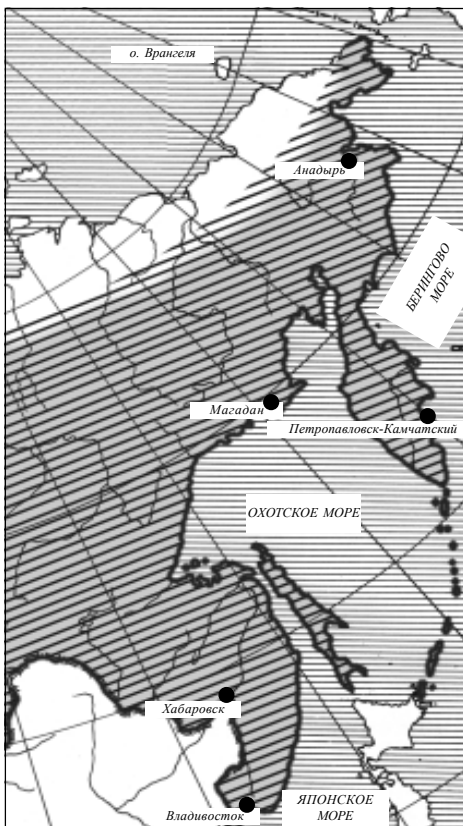 о. Врангеля
Анадырь
БЕРИНГОВО
МОРЕ
Магадан
Петропавловск-Камчатский
ОХОТСКОЕ МОРЕ
Хабаровск
Владивосток
ЯПОНСКОЕ
МОРЕ